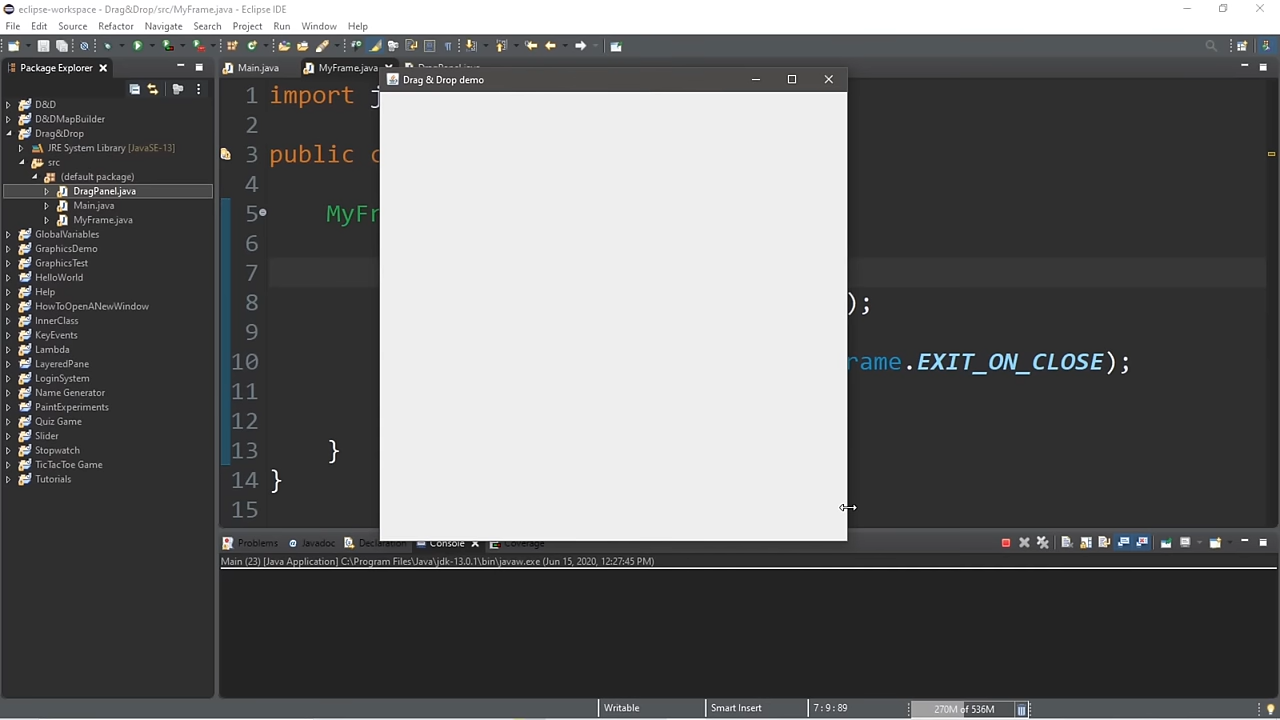 eclipse-workspace - Drag&Drop/src/MyFrame.java - Eclipse IDE
File Edit Source Refactor Navigate Search Project Run Window Help
Package Explorer
Main.java
MyFrame.java
DragPanel.java
Drag & Drop demo
D&D
D&DMapBuilder
Drag&Drop
JRE System Library [JavaSE-13]
src
(default package)
DragPanel.java
Main.java
MyFrame.java
GlobalVariables
GraphicsDemo
GraphicsTest
HelloWorld
Help
HowToOpenANewWindow
InnerClass
KeyEvents
Lambda
LayeredPane
LoginSystem
Name Generator
PaintExperiments
Quiz Game
Slider
Stopwatch
TicTacToe Game
Tutorials
1 import j
2
3 public c
4
5 MyFr
6
7
8 );
9
10 rame.EXIT_ON_CLOSE);
11
12
13 }
14 }
15
Problems Javadoc Declaration Console Coverage
Main (23) [Java Application] C:\Program Files\Java\jdk-13.0.1\bin\javaw.exe (Jun 15, 2020, 12:27:45 PM)
Writable Smart Insert 7 : 9 : 89 270M of 536M